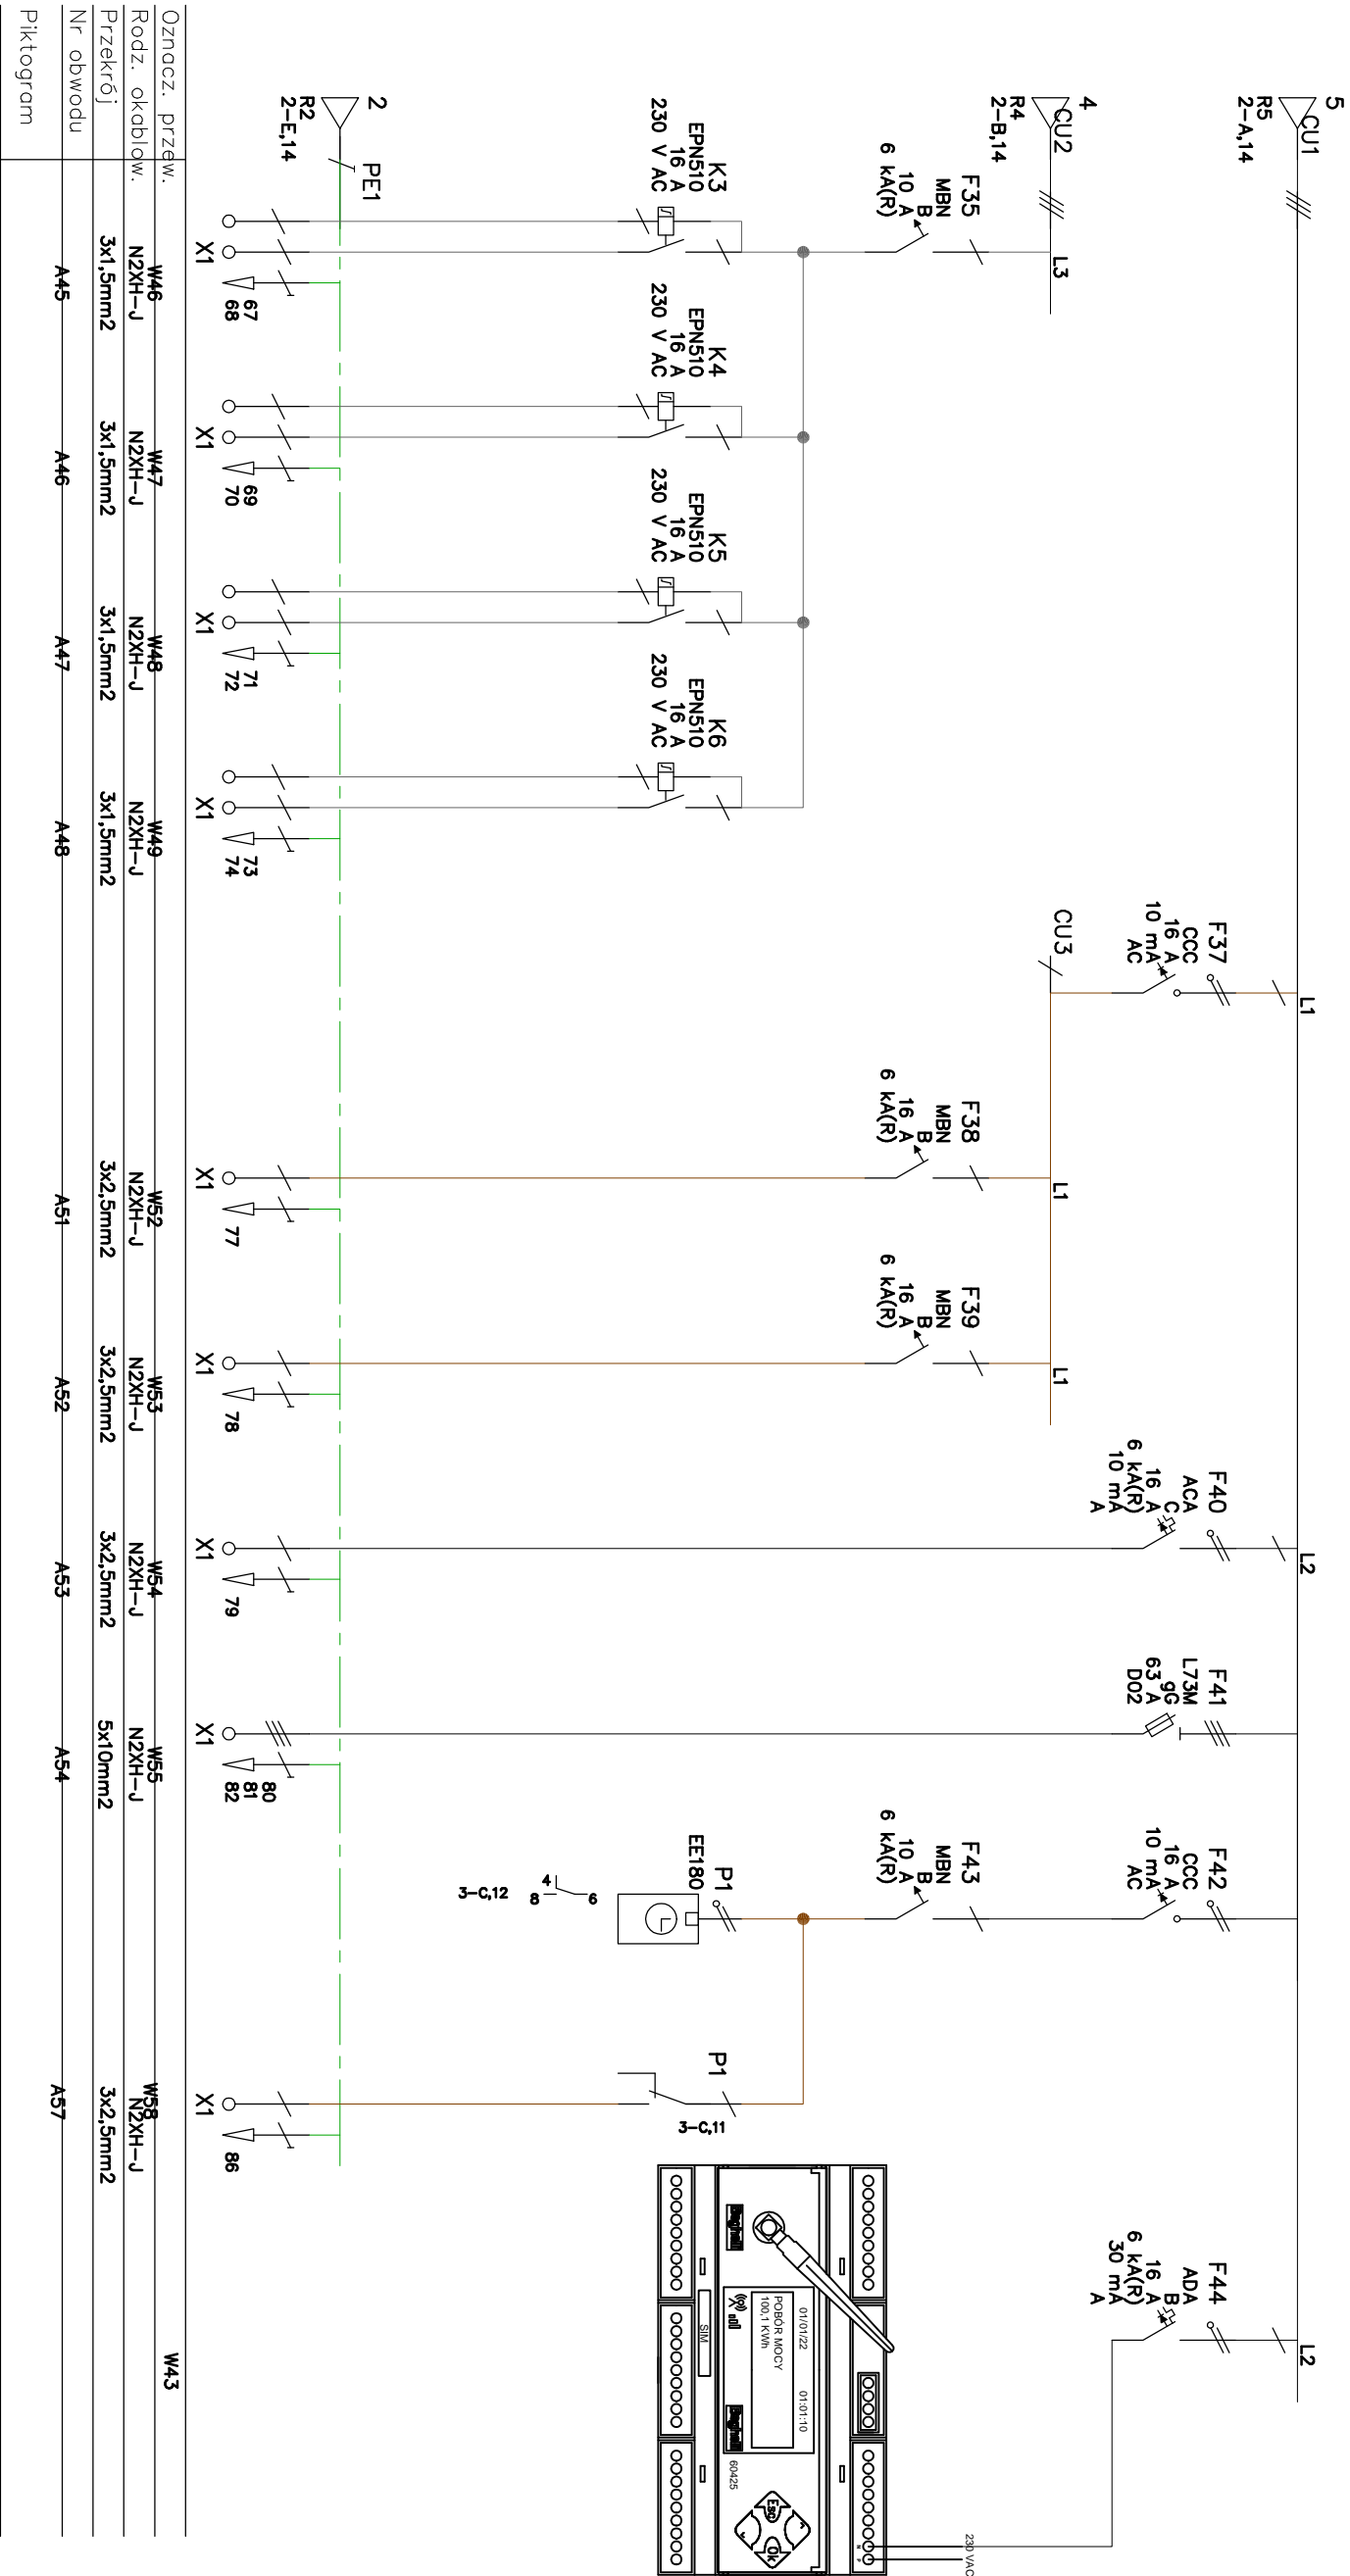 5
CU1
R5
2-A,14
L1
L2
L2
F37
CCC
16 A
10 mA
AC
F40
ACA
C
16 A
6 kA(R)
10 mA
A
F41
L73M
gG
63 A
D02
F42
CCC
16 A
10 mA
AC
F44
ADA
B
16 A
6 kA(R)
30 mA
A
4
CU2
R4
2-B,14
L3
CU3
L1
L1
F35
MBN
B
10 A
6 kA(R)
F38
MBN
B
16 A
6 kA(R)
F39
MBN
B
16 A
6 kA(R)
F43
MBN
B
10 A
6 kA(R)
230 VAC
K3
EPN510
16 A
230 V AC
K4
EPN510
16 A
230 V AC
K5
EPN510
16 A
230 V AC
K6
EPN510
16 A
230 V AC
P1
EE180
P1
3-C,11
4
8
6
3-C,12
01/01/22
01:01:10
POBÓR MOCY
100,1 KWh
Beghelli
Beghelli
60425
SIM
Esc
Ok
2
PE1
R2
2-E,14
67
68
69
70
71
72
73
74
77
78
79
80
81
82
86
X1
X1
X1
X1
X1
X1
X1
X1
X1
Oznacz. przew.
W46
W47
W48
W49
W52
W53
W54
W55
W58
W43
Rodz. okablow.
N2XH-J
N2XH-J
N2XH-J
N2XH-J
N2XH-J
N2XH-J
N2XH-J
N2XH-J
N2XH-J
Przekrój
3x1,5mm2
3x1,5mm2
3x1,5mm2
3x1,5mm2
3x2,5mm2
3x2,5mm2
3x2,5mm2
5x10mm2
3x2,5mm2
Nr obwodu
A45
A46
A47
A48
A51
A52
A53
A54
A57
Piktogram